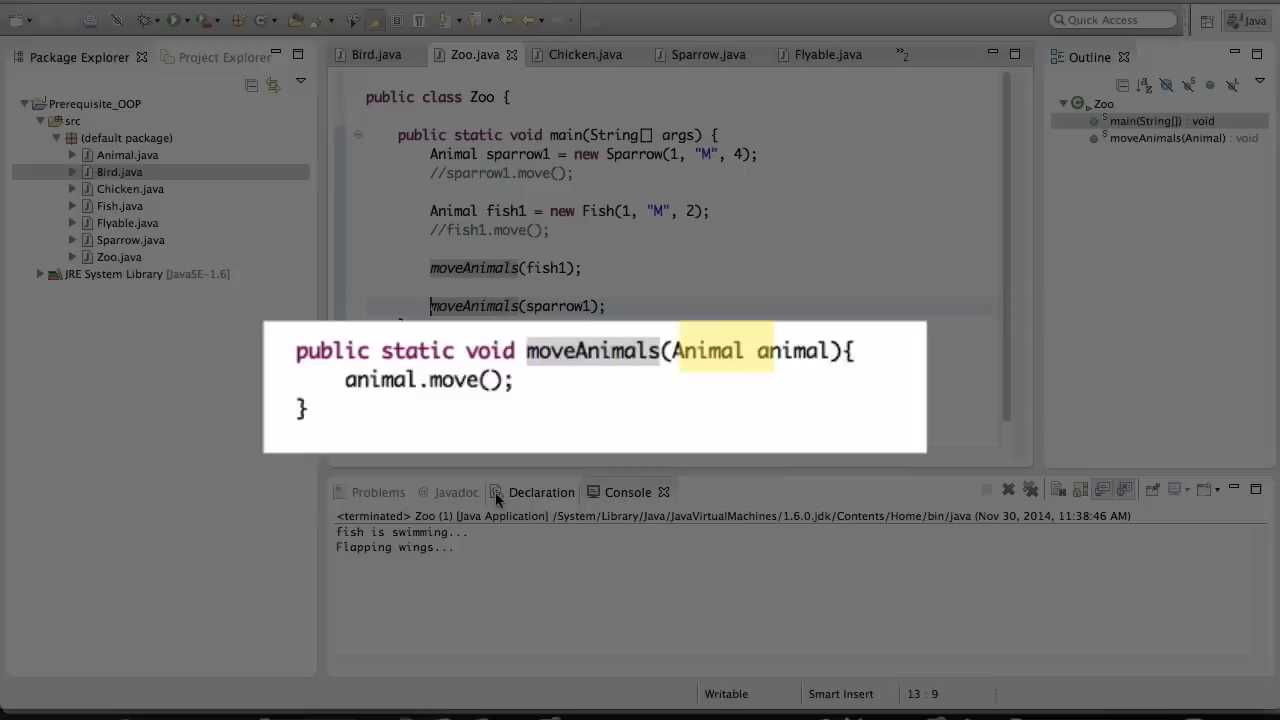 Quick Access
Java
Package Explorer
Project Explorer
Bird.java
Zoo.java
Chicken.java
Sparrow.java
Flyable.java
»2
Outline
Prerequisite_OOP
src
(default package)
Animal.java
Bird.java
Chicken.java
Fish.java
Flyable.java
Sparrow.java
Zoo.java
JRE System Library [JavaSE-1.6]
public class Zoo {
public static void main(String[] args) {
Animal sparrow1 = new Sparrow(1, "M", 4);
//sparrow1.move();
Animal fish1 = new Fish(1, "M", 2);
//fish1.move();
moveAnimals(fish1);
moveAnimals(sparrow1);
public static void moveAnimals(Animal animal){
animal.move();
}
Zoo
main(String[]) : void
moveAnimals(Animal) : void
Problems
@ Javadoc
Declaration
Console
<terminated> Zoo (1) [Java Application] /System/Library/Java/JavaVirtualMachines/1.6.0.jdk/Contents/Home/bin/java (Nov 30, 2014, 11:38:46 AM)
fish is swimming...
Flapping wings...
Writable
Smart Insert
13 : 9